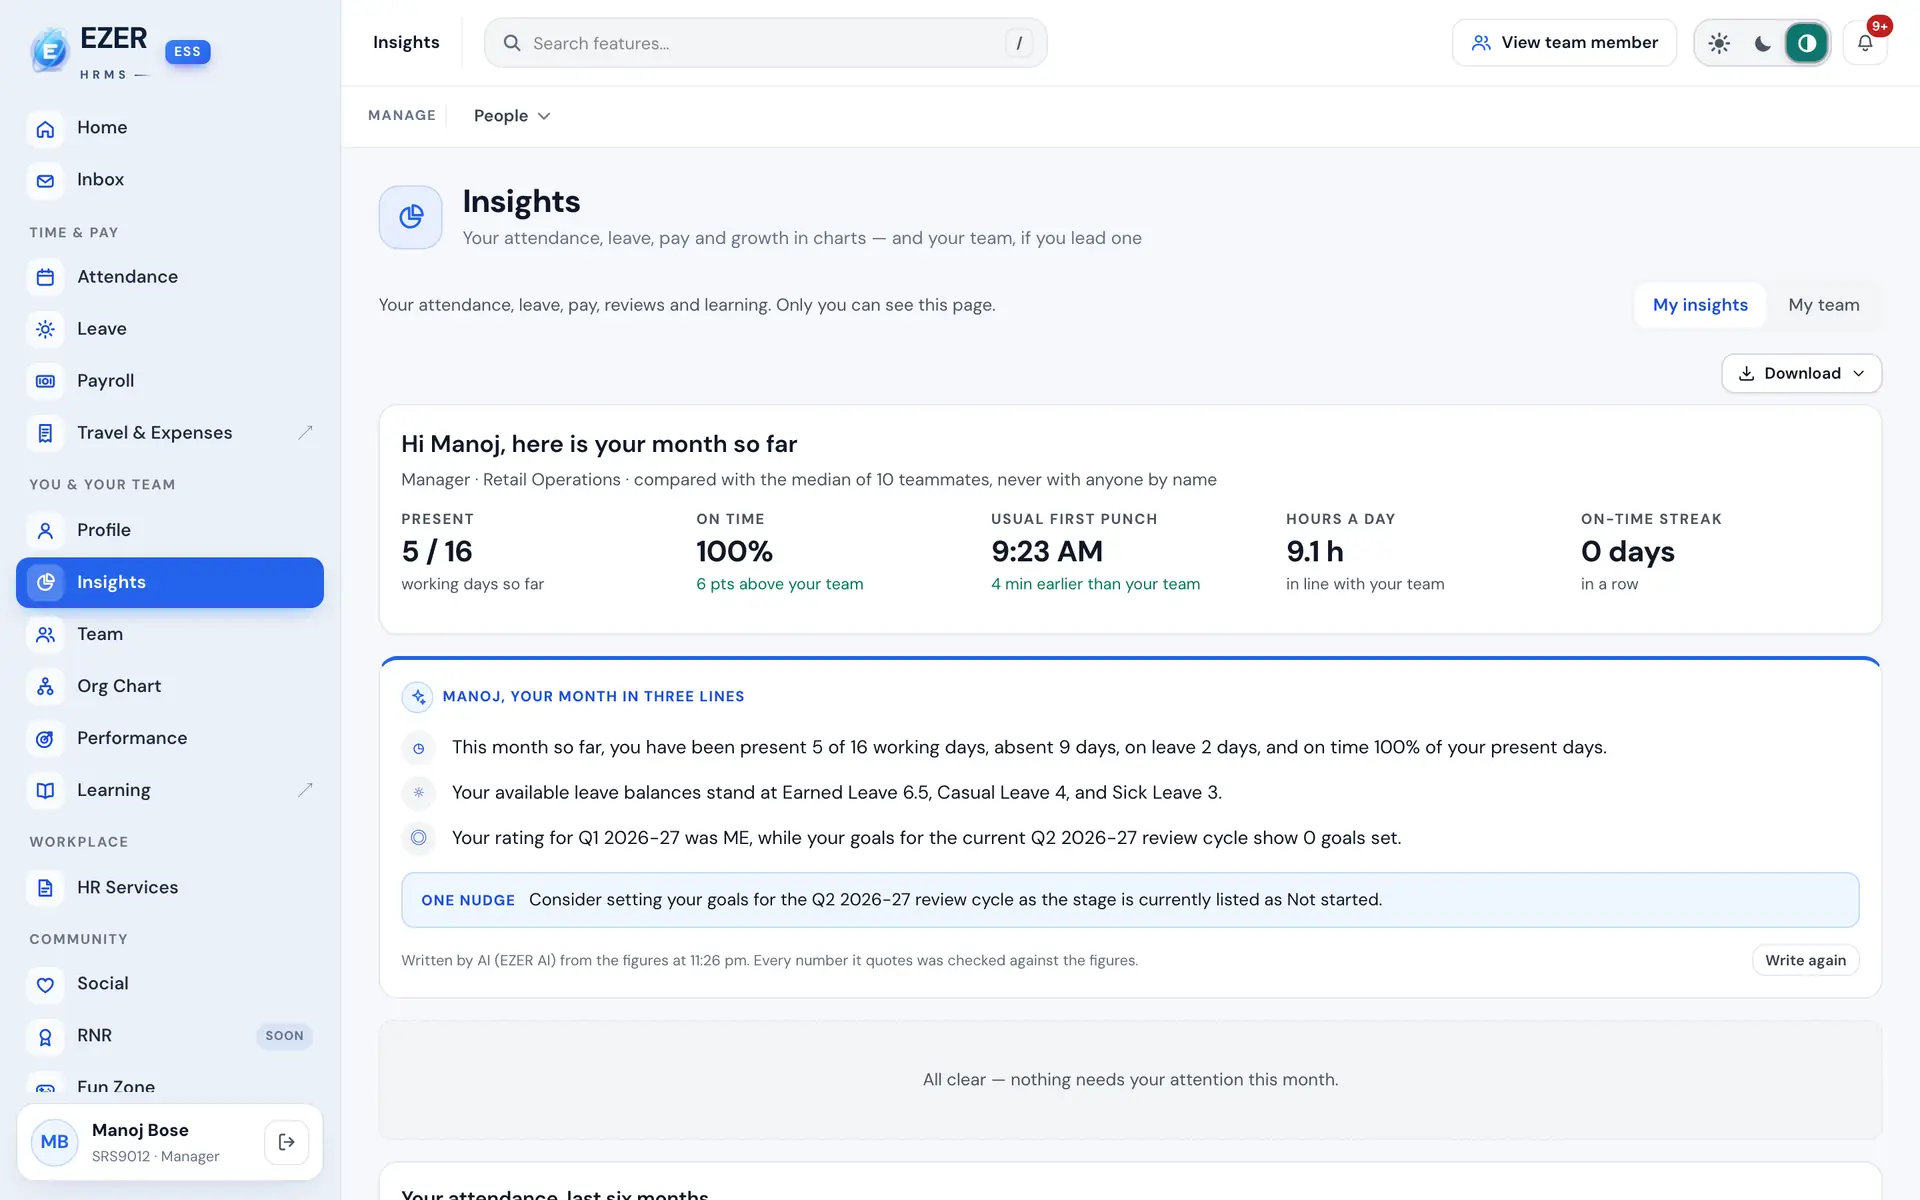 EZER
HRMS
ESS
Home
Inbox
TIME & PAY
Attendance
Leave
Payroll
Travel & Expenses
YOU & YOUR TEAM
Profile
Insights
Team
Org Chart
Performance
Learning
WORKPLACE
HR Services
COMMUNITY
Social
RNR
SOON
Fun Zone
MB
Manoj Bose
SRS9012 · Manager
Insights
Search features...
/
View team member
9+
MANAGE
People
Insights
Your attendance, leave, pay and growth in charts — and your team, if you lead one
Your attendance, leave, pay, reviews and learning. Only you can see this page.
My insights
My team
Download
Hi Manoj, here is your month so far
Manager · Retail Operations · compared with the median of 10 teammates, never with anyone by name
PRESENT
5 / 16
working days so far
ON TIME
100%
6 pts above your team
USUAL FIRST PUNCH
9:23 AM
4 min earlier than your team
HOURS A DAY
9.1 h
in line with your team
ON-TIME STREAK
0 days
in a row
MANOJ, YOUR MONTH IN THREE LINES
This month so far, you have been present 5 of 16 working days, absent 9 days, on leave 2 days, and on time 100% of your present days.
Your available leave balances stand at Earned Leave 6.5, Casual Leave 4, and Sick Leave 3.
Your rating for Q1 2026-27 was ME, while your goals for the current Q2 2026-27 review cycle show 0 goals set.
ONE NUDGE Consider setting your goals for the Q2 2026-27 review cycle as the stage is currently listed as Not started.
Written by AI (EZER AI) from the figures at 11:26 pm. Every number it quotes was checked against the figures.
Write again
All clear — nothing needs your attention this month.
Your attendance, last six months